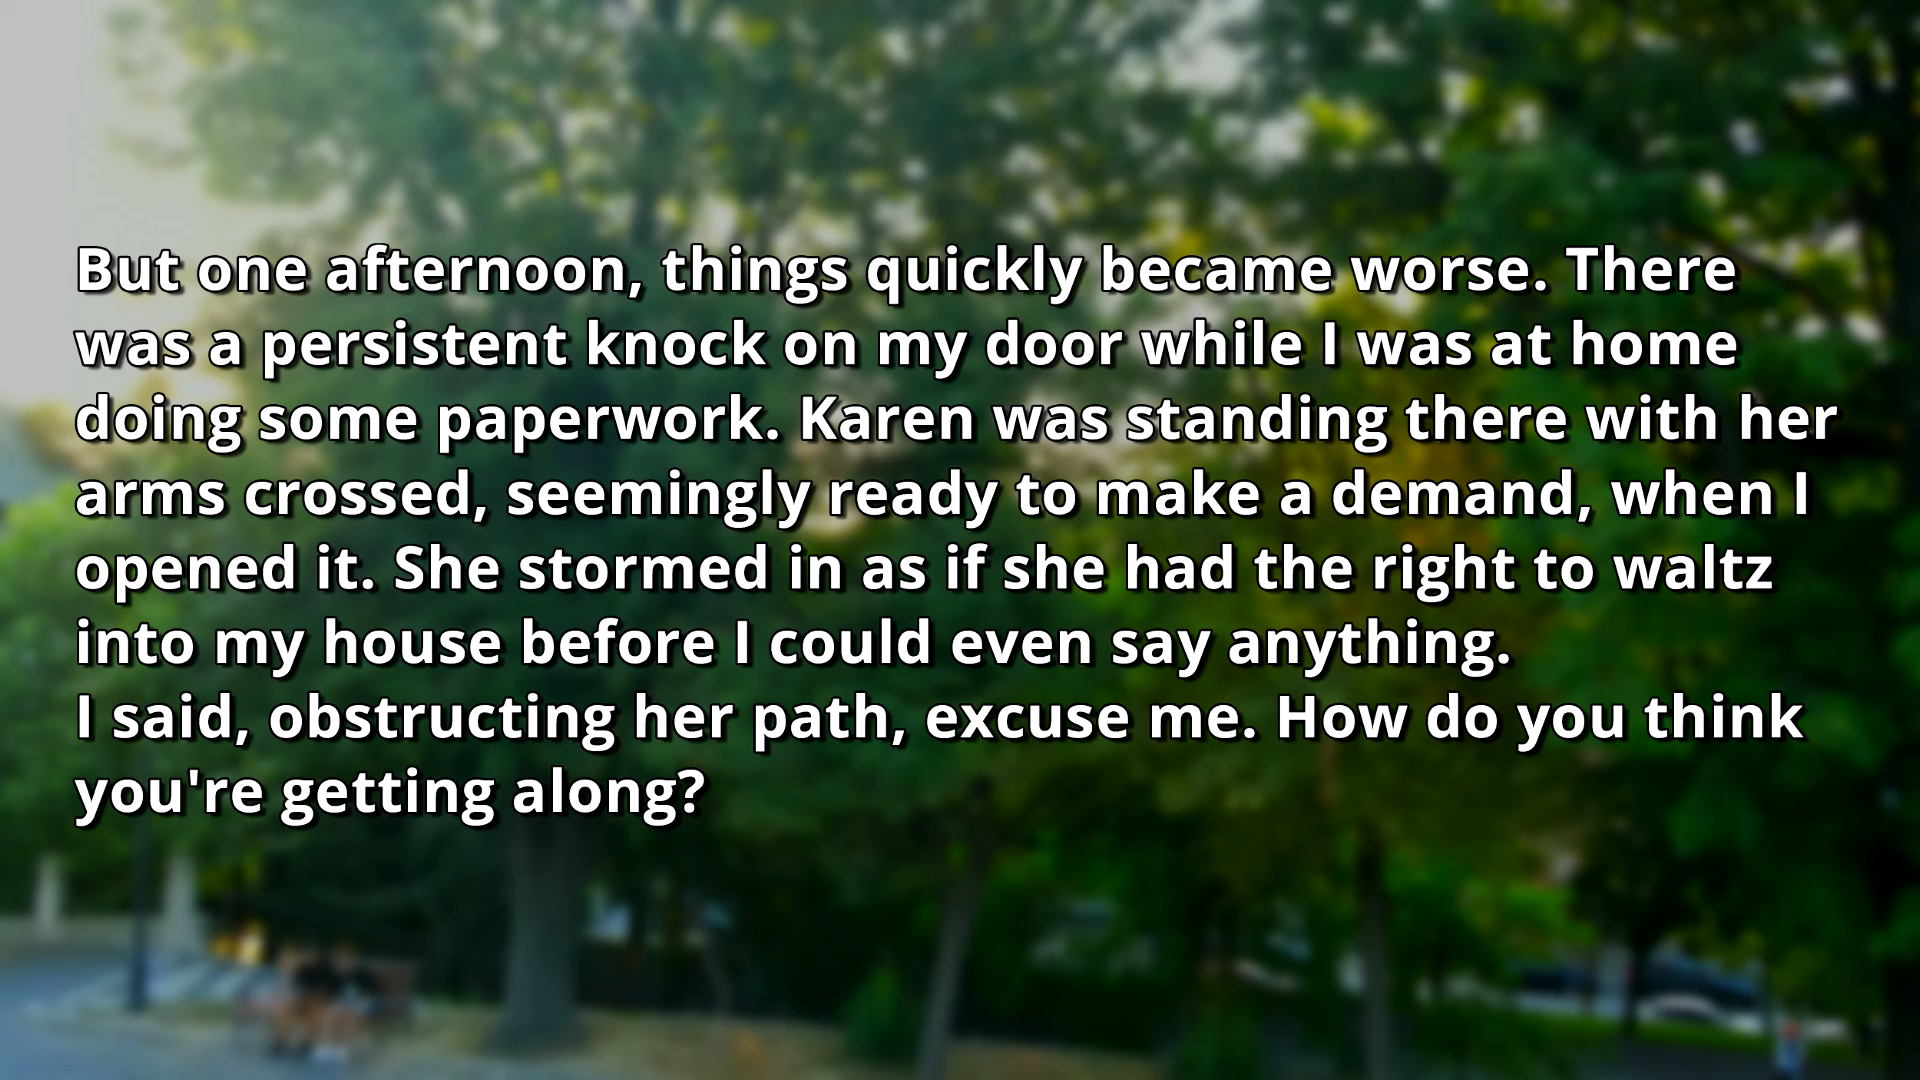 But one afternoon, things quickly became worse. There
was a persistent knock on my door while I was at home
doing some paperwork. Karen was standing there with her
arms crossed, seemingly ready to make a demand, when I
opened it. She stormed in as if she had the right to waltz
into my house before I could even say anything.
I said, obstructing her path, excuse me. How do you think
you're getting along?